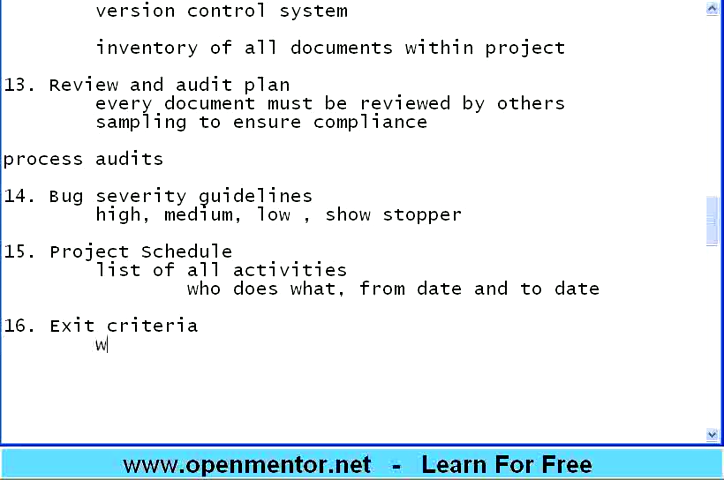 version control system
inventory of all documents within project
13. Review and audit plan
every document must be reviewed by others
sampling to ensure compliance
process audits
14. Bug severity guidelines
high, medium, low , show stopper
15. Project Schedule
list of all activities
who does what, from date and to date
16. Exit criteria
w
www.openmentor.net - Learn For Free